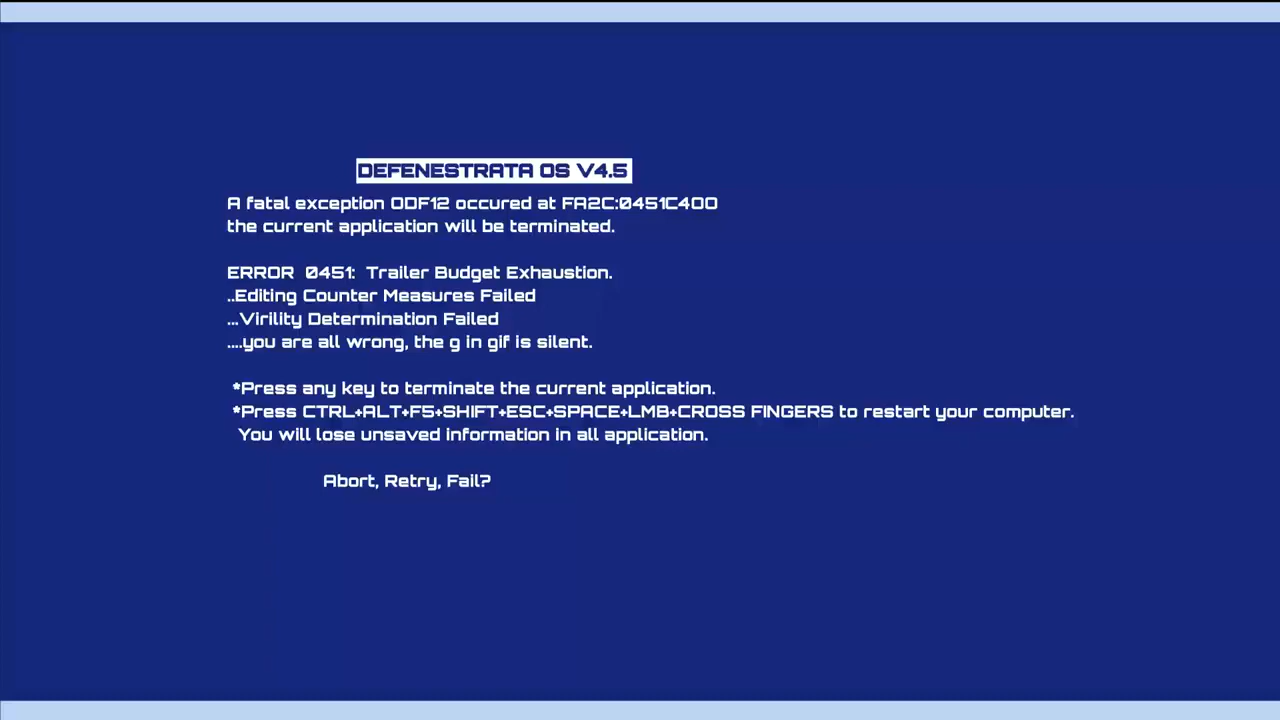 DEFENESTRATA OS V4.5
A fatal exception ODF12 occured at FA2C:0451C4OO
the current application will be terminated.
ERROR 0451: Trailer Budget Exhaustion.
..Editing Counter Measures Failed
...Virility Determination Failed
....you are all wrong, the g in gif is silent.
*Press any key to terminate the current application.
*Press CTRL+ALT+F5+SHIFT+ESC+SPACE+LMB+CROSS FINGERS to restart your computer.
You will lose unsaved information in all application.
Abort, Retry, Fail?